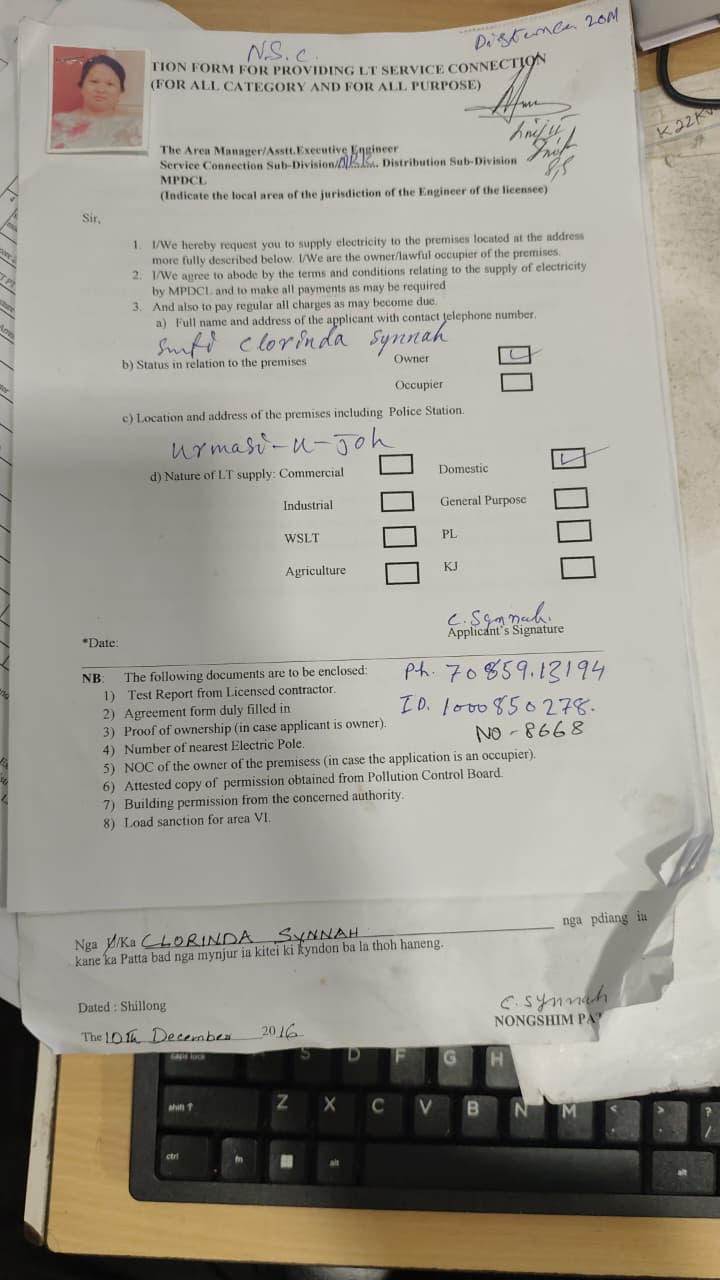 N.S.C.
Distance 20M
TION FORM FOR PROVIDING LT SERVICE CONNECTION
(FOR ALL CATEGORY AND FOR ALL PURPOSE)
K 22KV
The Area Manager/Asstt.Executive Engineer
Service Connection Sub-Division/ Distribution Sub-Division
MPDCL
(Indicate the local area of the jurisdiction of the Engineer of the licensee)
Sir,
1. I/We hereby request you to supply electricity to the premises located at the address
more fully described below. I/We are the owner/lawful occupier of the premises.
2. I/We agree to abode by the terms and conditions relating to the supply of electricity
by MPDCL and to make all payments as may be required
3. And also to pay regular all charges as may become due.
a) Full name and address of the applicant with contact telephone number.
Smti Clorinda Synnah
b) Status in relation to the premises Owner
Occupier
c) Location and address of the premises including Police Station.
Urmasi-U-Joh
d) Nature of LT supply: Commercial Domestic
Industrial General Purpose
WSLT PL
Agriculture KJ
C. Synnah.
*Date: Applicant's Signature
NB: The following documents are to be enclosed:
Ph. 70859.13194
1) Test Report from Licensed contractor.
2) Agreement form duly filled in
ID. 1000850278.
3) Proof of ownership (in case applicant is owner).
NO - 8668
4) Number of nearest Electric Pole.
5) NOC of the owner of the premisess (in case the application is an occupier).
6) Attested copy of permission obtained from Pollution Control Board.
7) Building permission from the concerned authority.
8) Load sanction for area VI.
Nga U/Ka CLORINDA SYNNAH nga pdiang ia
kane ka Patta bad nga mynjur ia kitei ki kyndon ba la thoh haneng.
Dated : Shillong
C. Synnah
NONGSHIM PA
The 10Th December 2016
caps lock S D F G H
shift Z X C V B N M < > ? /
ctrl fn alt alt